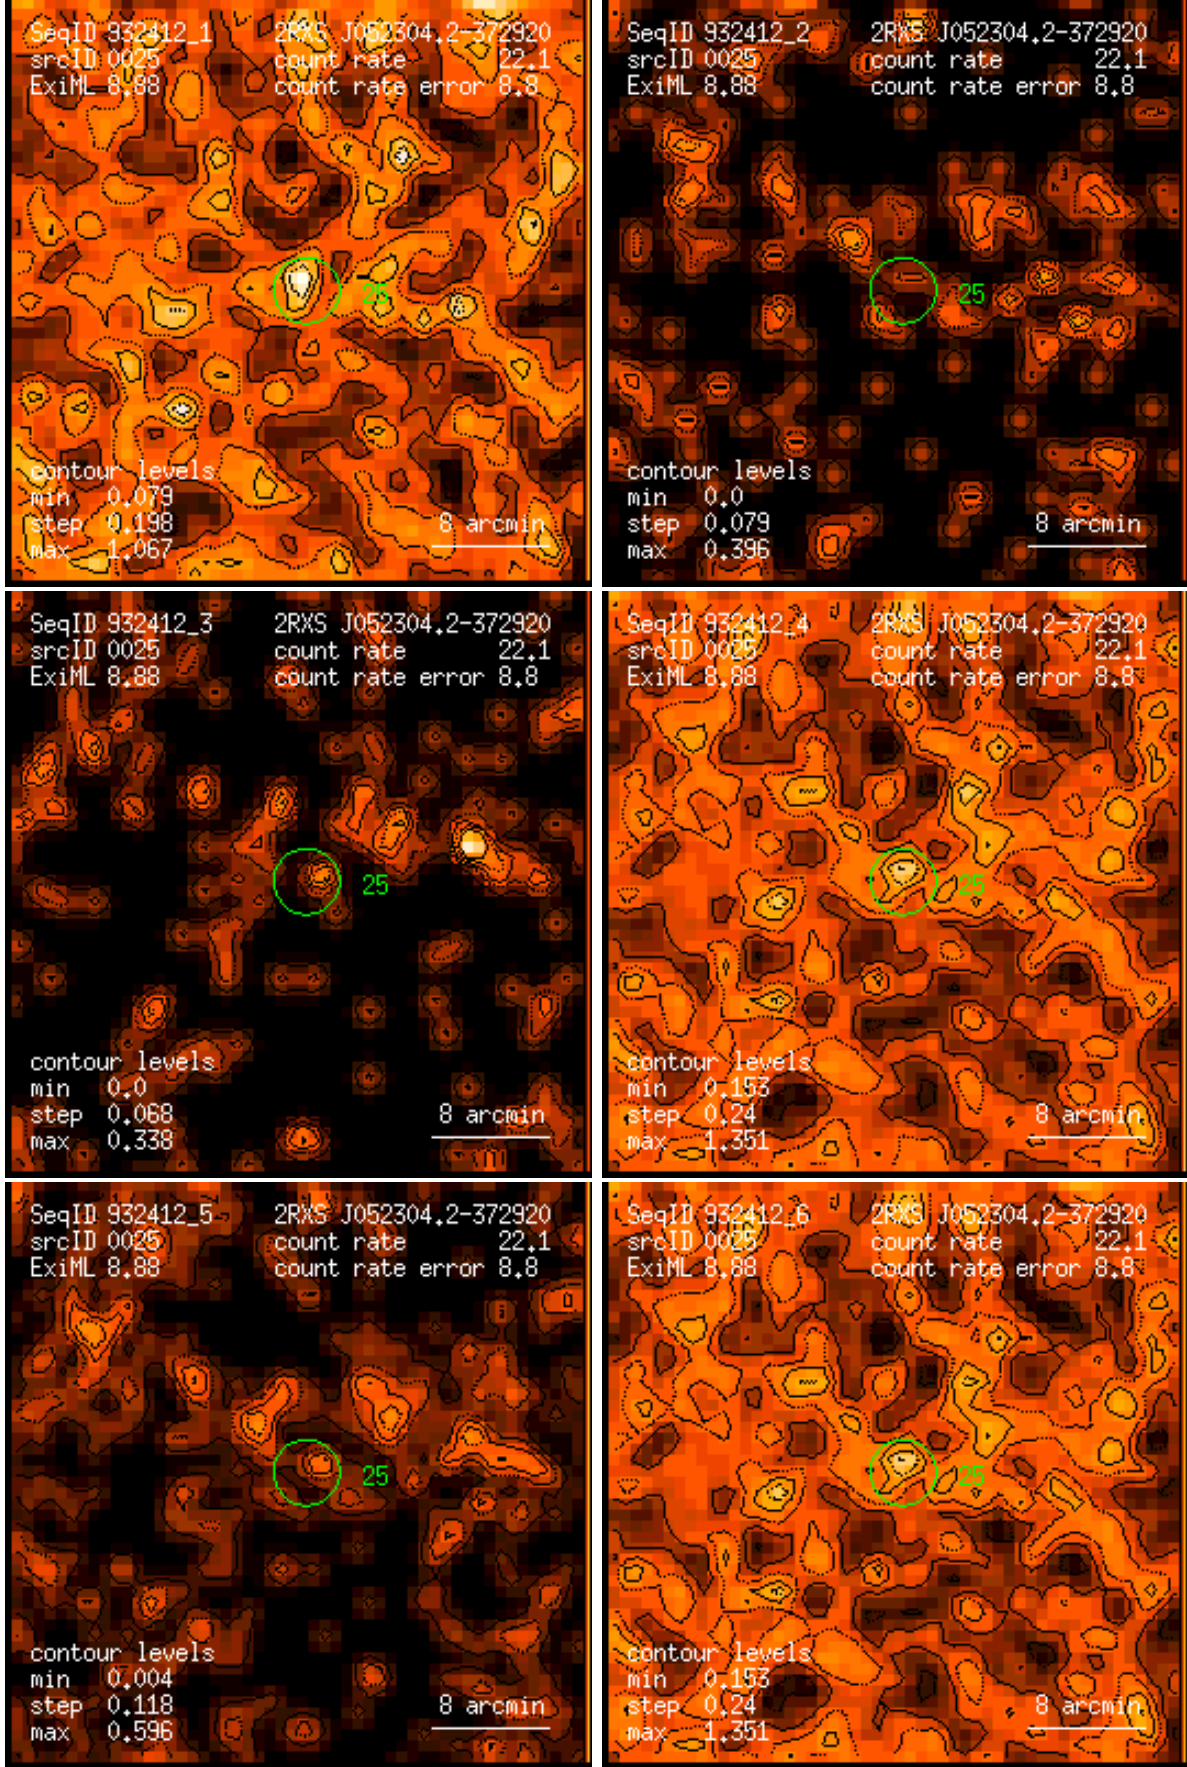 SeqID 932412_1 2RXS J052304.2-372920
srcID 0025 count rate 22.1
ExiML 8.88 count rate error 8.8
25
contour levels
min 0.079
step 0.198 8 arcmin
max 1.067
SeqID 932412_2 2RXS J052304.2-372920
srcID 0025 count rate 22.1
ExiML 8.88 count rate error 8.8
25
contour levels
min 0.0
step 0.079 8 arcmin
max 0.396
SeqID 932412_3 2RXS J052304.2-372920
srcID 0025 count rate 22.1
ExiML 8.88 count rate error 8.8
25
contour levels
min 0.0
step 0.068 8 arcmin
max 0.338
SeqID 932412_4 2RXS J052304.2-372920
srcID 0025 count rate 22.1
ExiML 8.88 count rate error 8.8
25
contour levels
min 0.153
step 0.24 8 arcmin
max 1.351
SeqID 932412_5 2RXS J052304.2-372920
srcID 0025 count rate 22.1
ExiML 8.88 count rate error 8.8
25
contour levels
min 0.004
step 0.118 8 arcmin
max 0.596
SeqID 932412_6 2RXS J052304.2-372920
srcID 0025 count rate 22.1
ExiML 8.88 count rate error 8.8
25
contour levels
min 0.153
step 0.24 8 arcmin
max 1.351